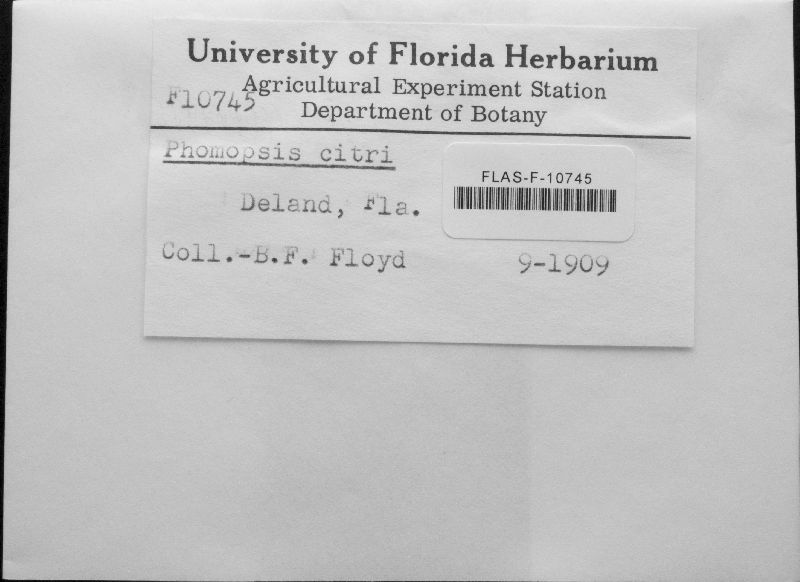 University of Florida Herbarium
Agricultural Experiment Station
F10745
Department of Botany
Phomopsis citri
FLAS-F-10745
Deland, Fla.
Coll.-B.F. Floyd 9-1909